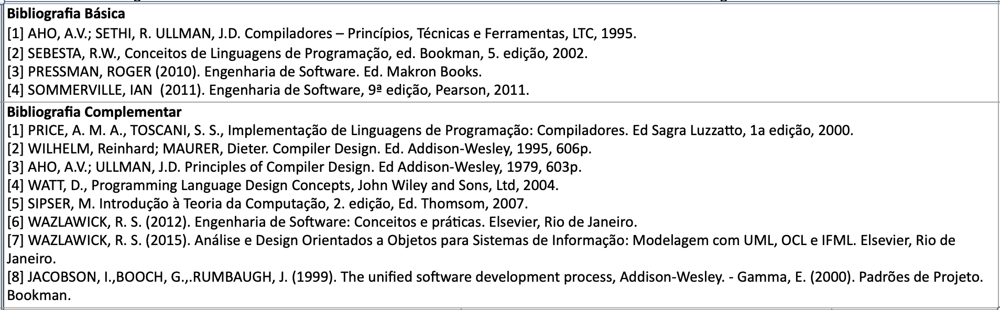 Bibliografia Básica
[1] AHO, A.V.; SETHI, R. ULLMAN, J.D. Compiladores – Princípios, Técnicas e Ferramentas, LTC, 1995.
[2] SEBESTA, R.W., Conceitos de Linguagens de Programação, ed. Bookman, 5. edição, 2002.
[3] PRESSMAN, ROGER (2010). Engenharia de Software. Ed. Makron Books.
[4] SOMMERVILLE, IAN  (2011). Engenharia de Software, 9ª edição, Pearson, 2011.
Bibliografia Complementar
[1] PRICE, A. M. A., TOSCANI, S. S., Implementação de Linguagens de Programação: Compiladores. Ed Sagra Luzzatto, 1a edição, 2000.
[2] WILHELM, Reinhard; MAURER, Dieter. Compiler Design. Ed. Addison-Wesley, 1995, 606p.
[3] AHO, A.V.; ULLMAN, J.D. Principles of Compiler Design. Ed Addison-Wesley, 1979, 603p.
[4] WATT, D., Programming Language Design Concepts, John Wiley and Sons, Ltd, 2004.
[5] SIPSER, M. Introdução à Teoria da Computação, 2. edição, Ed. Thomsom, 2007.
[6] WAZLAWICK, R. S. (2012). Engenharia de Software: Conceitos e práticas. Elsevier, Rio de Janeiro.
[7] WAZLAWICK, R. S. (2015). Análise e Design Orientados a Objetos para Sistemas de Informação: Modelagem com UML, OCL e IFML. Elsevier, Rio de
Janeiro.
[8] JACOBSON, I.,BOOCH, G.,.RUMBAUGH, J. (1999). The unified software development process, Addison-Wesley. - Gamma, E. (2000). Padrões de Projeto.
Bookman.